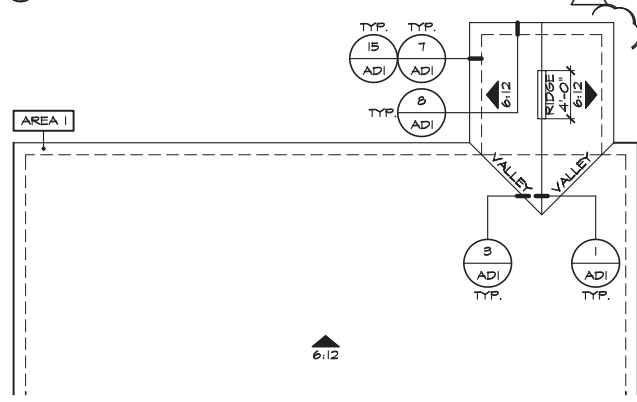 TYP.
TYP.
15
ADI
7
ADI
TYP.
8
ADI
6:12
RIDGE
4'-0"
6:12
AREA 1
VALLEY
VALLEY
3
ADI
TYP.
1
ADI
TYP.
6:12